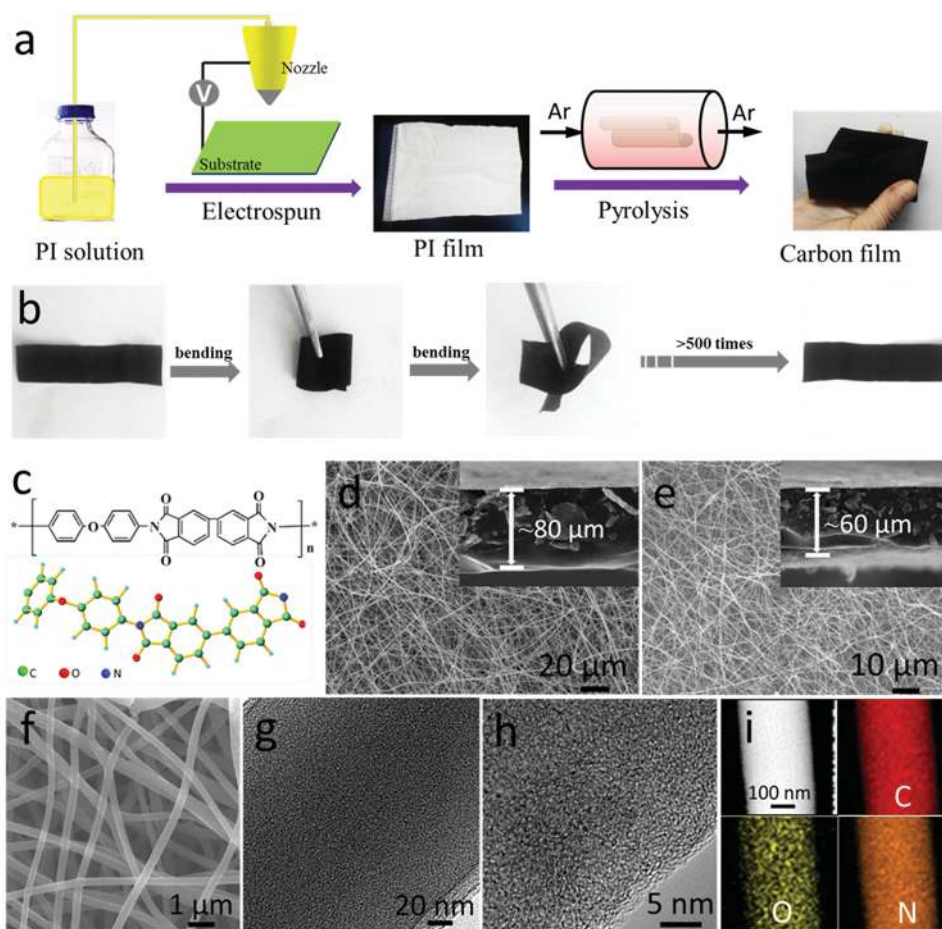 a
Nozzle
V
Substrate
PI solution
Electrospun
PI film
Ar
Ar
Pyrolysis
Carbon film
b
bending
bending
>500 times
c
*
O
N
O
O
O
O
N
*
n
C
O
N
d
~80 μm
20 μm
e
~60 μm
10 μm
f
1 μm
g
20 nm
h
5 nm
i
100 nm
C
O
N